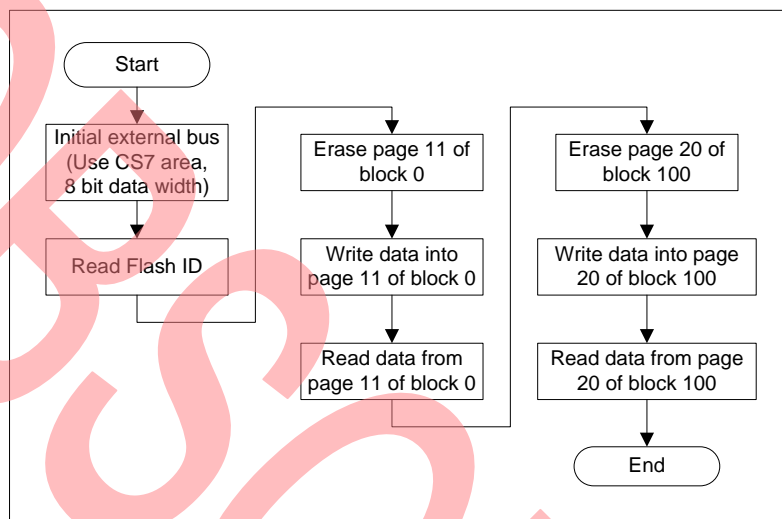 Start
Initial external bus
(Use CS7 area,
8 bit data width)
Read Flash ID
Erase page 11 of
block 0
Write data into
page 11 of block 0
Read data from
page 11 of block 0
Erase page 20 of
block 100
Write data into page
20 of block 100
Read data from page
20 of block 100
End